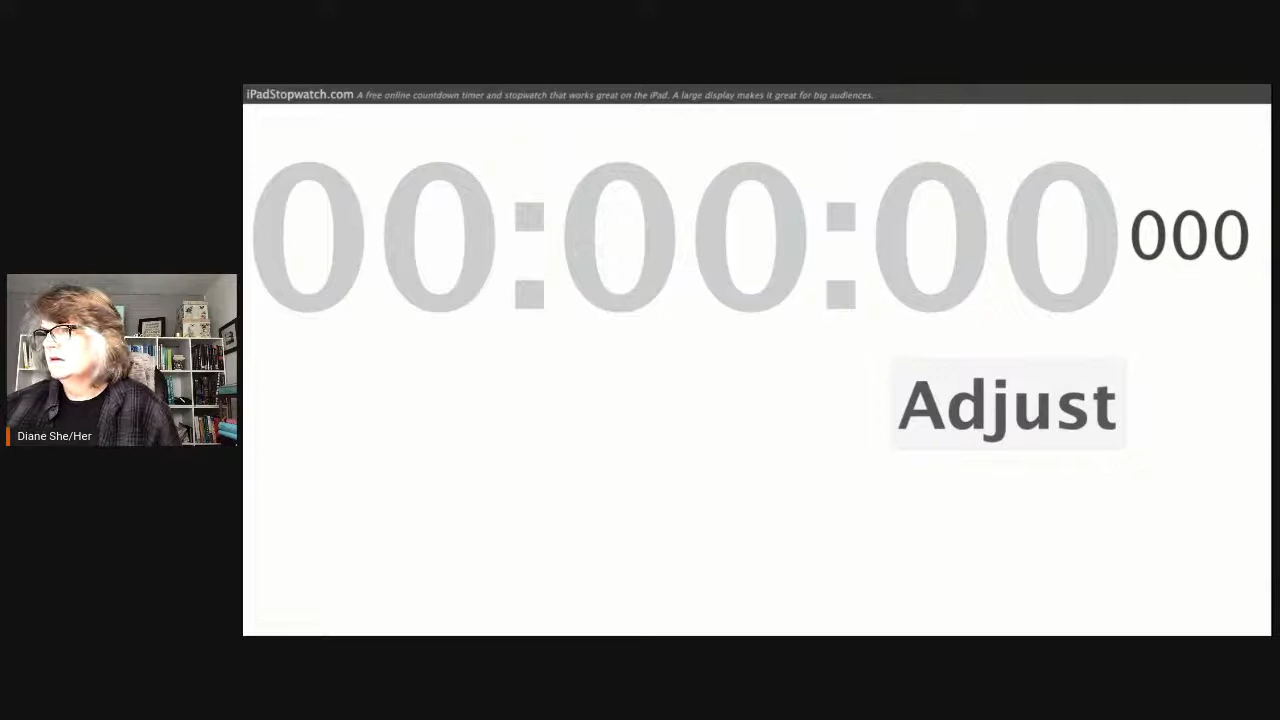 iPadStopwatch.com A free online countdown timer and stopwatch that works great on the iPad. A large display makes it great for big audiences.
00:00:00 000
Adjust
Diane She/Her